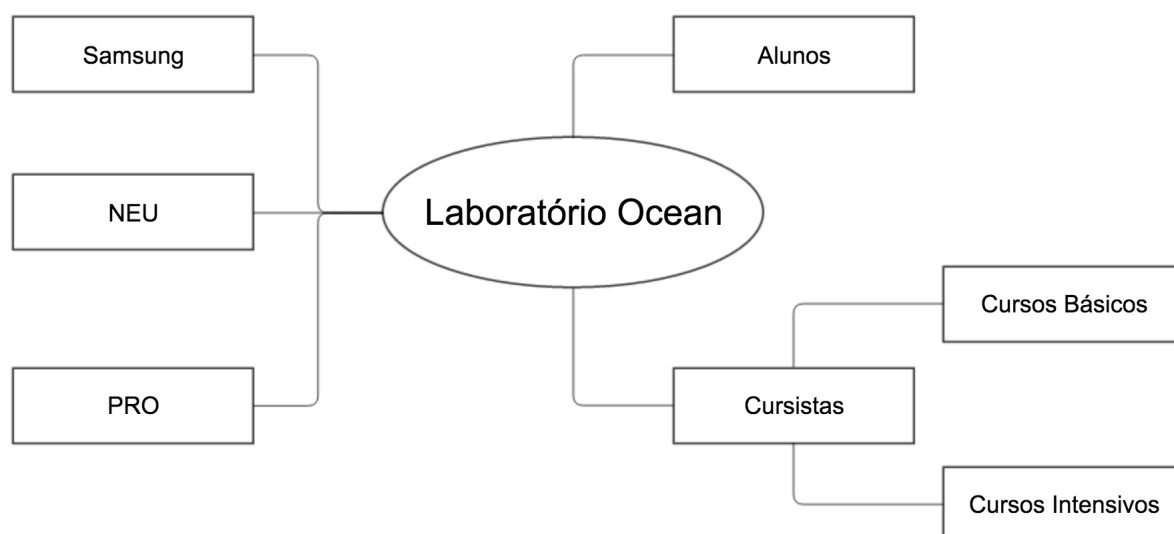 Samsung
Alunos
NEU
Laboratório Ocean
Cursos Básicos
PRO
Cursistas
Cursos Intensivos